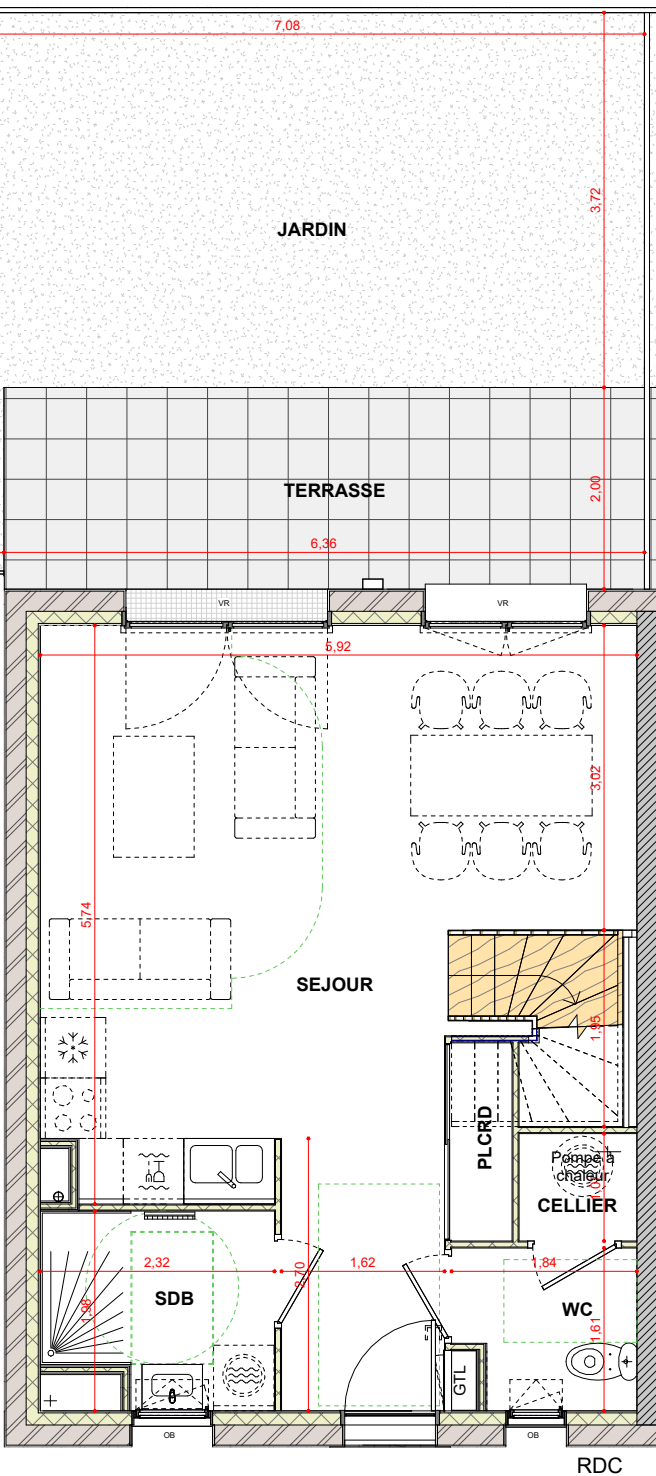 7,08
3,72
JARDIN
TERRASSE
2,00
6,36
VR
VR
5,92
3,02
5,74
SEJOUR
1,95
PLCRD
Pompe à
chaleur
CELLIER
2,32
2,70
1,62
1,84
SDB
1,98
WC
1,61
GTL
OB
OB
RDC